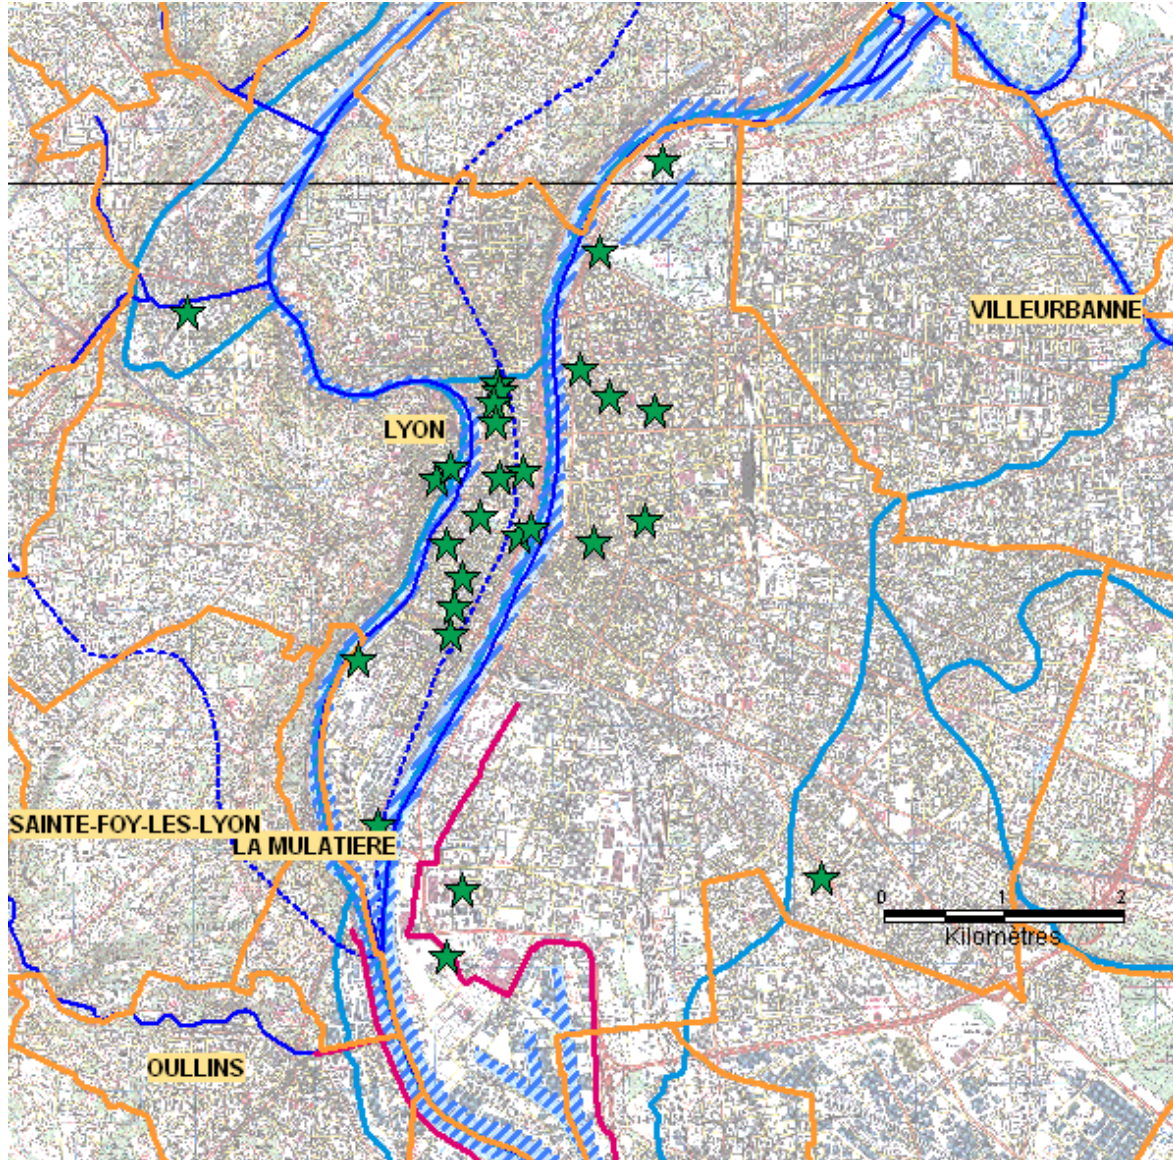 VILLEURBANNE
LYON
SAINTE-FOY-LES-LYON
LA MULATIERE
0 1 2
Kilomètres
OULLINS